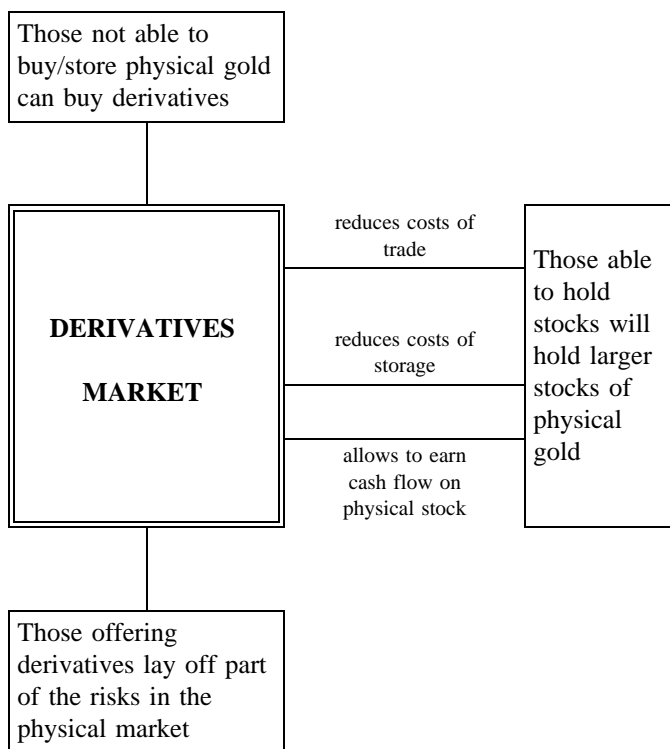 Those not able to
buy/store physical gold
can buy derivatives
reduces costs of
trade
DERIVATIVES
MARKET
reduces costs of
storage
allows to earn
cash flow on
physical stock
Those able
to hold
stocks will
hold larger
stocks of
physical
gold
Those offering
derivatives lay off part
of the risks in the
physical market